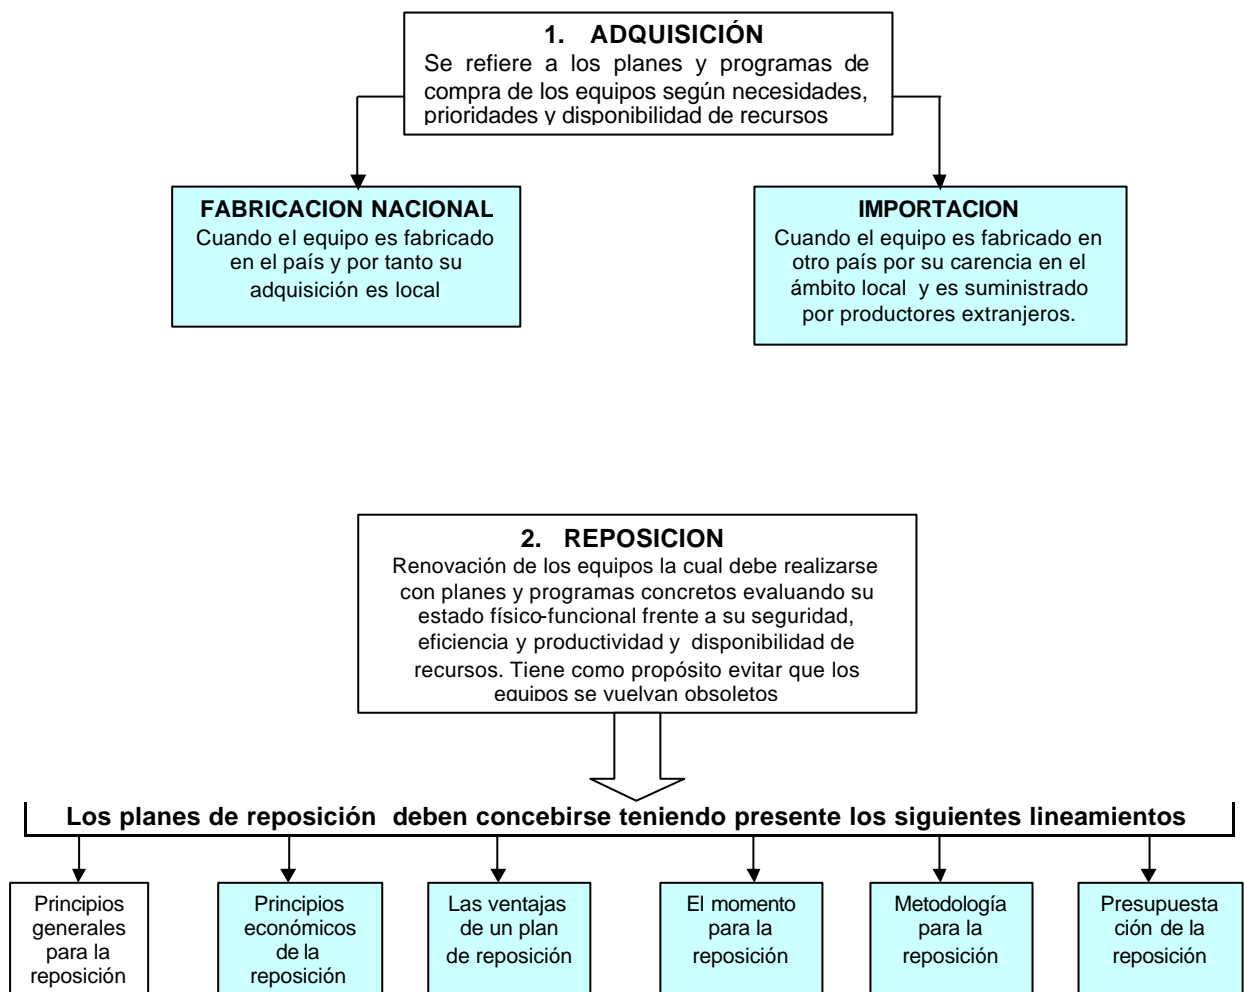 1. ADQUISICIÓN
Se refiere a los planes y programas de
compra de los equipos según necesidades,
prioridades y disponibilidad de recursos
FABRICACION NACIONAL
Cuando el equipo es fabricado
en el país y por tanto su
adquisición es local
IMPORTACION
Cuando el equipo es fabricado en
otro país por su carencia en el
ámbito local y es suministrado
por productores extranjeros.
2. REPOSICION
Renovación de los equipos la cual debe realizarse
con planes y programas concretos evaluando su
estado físico-funcional frente a su seguridad,
eficiencia y productividad y disponibilidad de
recursos. Tiene como propósito evitar que los
equipos se vuelvan obsoletos
Los planes de reposición deben concebirse teniendo presente los siguientes lineamientos
Principios
generales
para la
reposición
Principios
económicos
de la
reposición
Las ventajas
de un plan
de reposición
El momento
para la
reposición
Metodología
para la
reposición
Presupuesta
ción de la
reposición